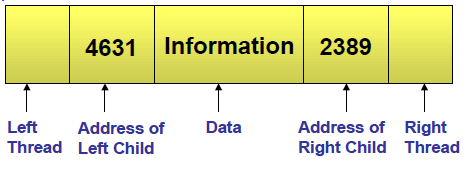 4631 Information 2389
Left Address of Data Address of Right
Thread Left Child Right Child Thread